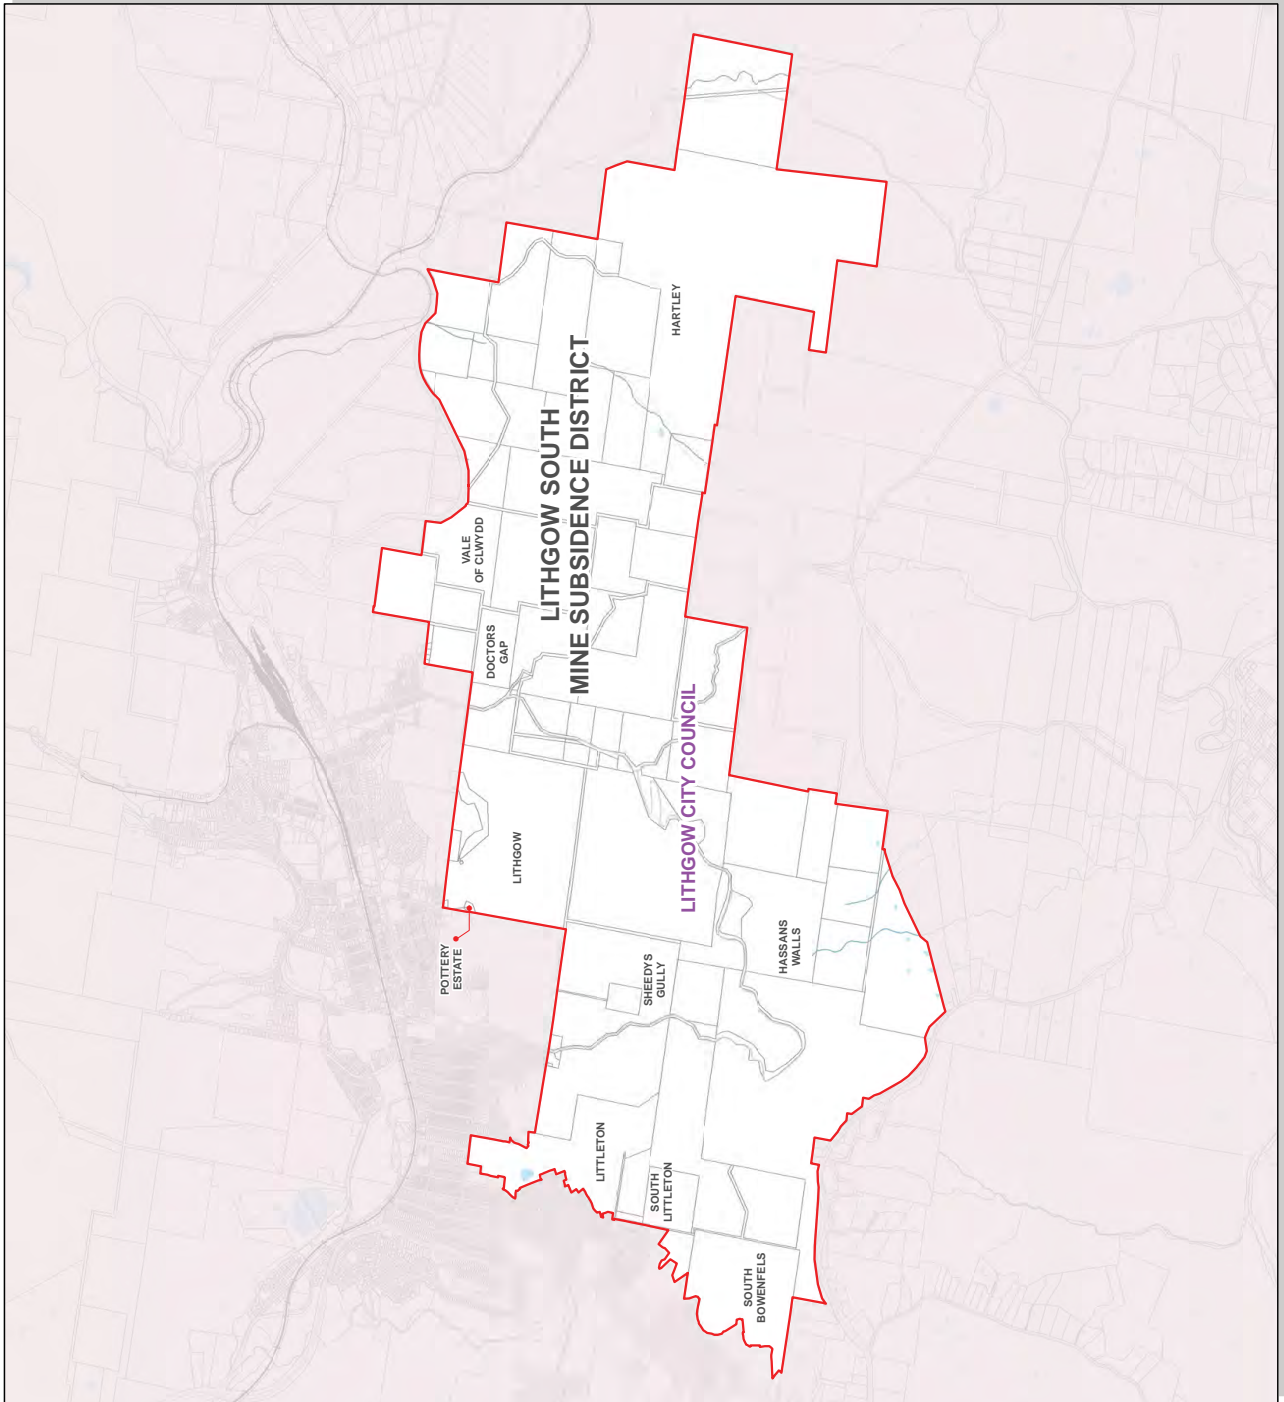 HARTLEY
LITHGOW SOUTH
MINE SUBSIDENCE DISTRICT
VALE
OF CLWYDD
DOCTORS
GAP
LITHGOW CITY COUNCIL
LITHGOW
POTTERY
ESTATE
HASSANS
WALLS
SHEEDYS
GULLY
LITTLETON
SOUTH
LITTLETON
SOUTH
BOWENFELS